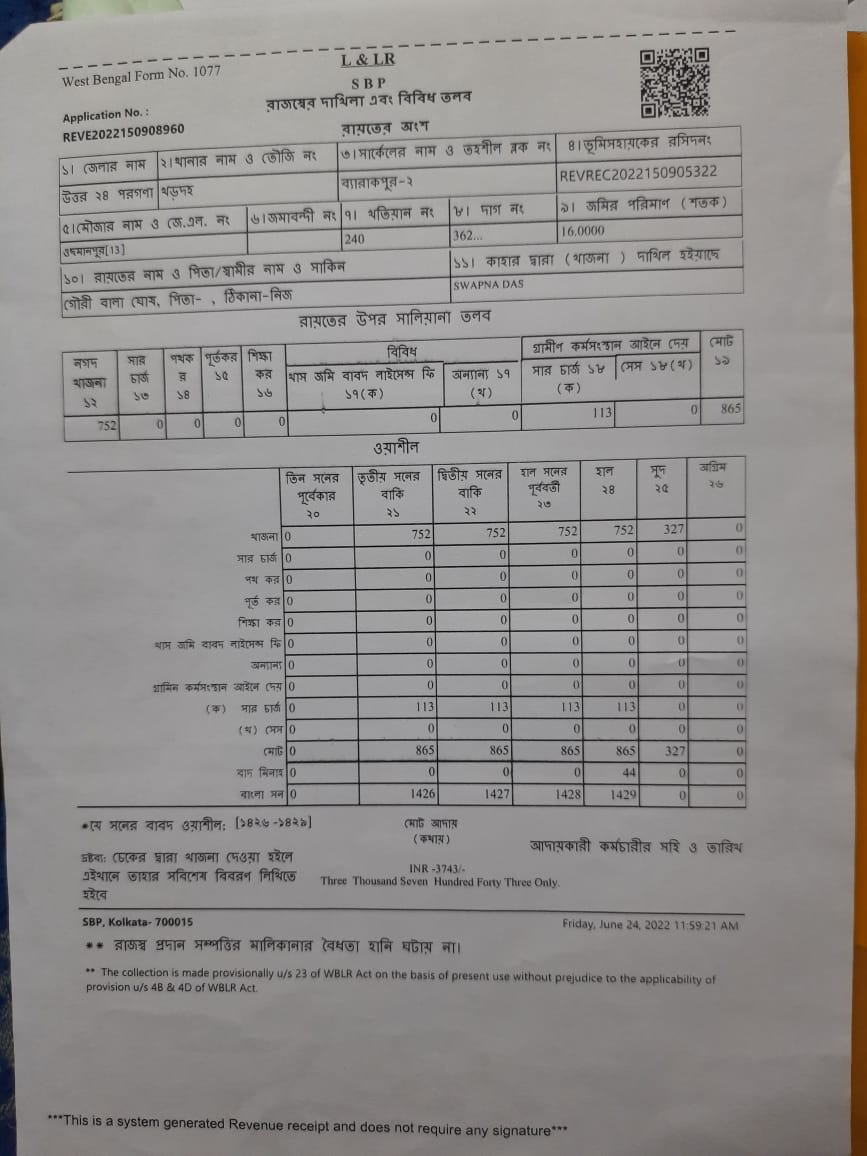 West Bengal Form No. 1077
L & LR
S B P
রাজস্বের দাখিলা এবং বিবিধ তলব
Application No. :
REVE2022150908960
রায়তের অংশ
১। জেলার নাম ২। থানার নাম ও তৌজি নং ৩। সার্কেলের নাম ও তহশীল ব্লক নং ৪। ভূমিসহায়কের রসিদনং
উত্তর ২৪ পরগণা খড়দহ ব্যারাকপুর-২ REVREC2022150905322
৫। মৌজার নাম ও জে.এল. নং ৬। জমাবন্দী নং ৭। খতিয়ান নং ৮। দাগ নং ৯। জমির পরিমান (শতক)
ওসমানপুর[13] 240 362... 16.0000
১০। রায়তের নাম ও পিতা/স্বামীর নাম ও সাকিন ১১। কাহার দ্বারা (খাজনা) দাখিল হইয়াছে
গৌরী বালা ঘোষ, পিতা- , ঠিকানা-নিজ SWAPNA DAS
রায়তের উপর সালিয়ানা তলব
নগদ খাজনা ১২ সার চার্জ ১৩ পথকর ১৪ পূর্তকর ১৫ শিক্ষা কর ১৬ বিবিধ গ্রামীন কর্মসংস্থান আইনে দেয় মোট ১৯
খাস জমি বাবদ লাইসেন্স ফি ১৭(ক) অন্যান্য ১৭ (খ) সার চার্জ ১৮ (ক) সেস ১৮(খ)
752 0 0 0 0 0 0 113 0 865
ওয়াশীল
তিন সনের পূর্বেকার ২০ তৃতীয় সনের বাকি ২১ দ্বিতীয় সনের বাকি ২২ হাল সনের পূর্ববর্তী ২৩ হাল ২৪ সুদ ২৫ অগ্রিম ২৬
খাজনা 0 752 752 752 752 327 0
সার চার্জ 0 0 0 0 0 0 0
পথ কর 0 0 0 0 0 0 0
পূর্ত কর 0 0 0 0 0 0 0
শিক্ষা কর 0 0 0 0 0 0 0
খাস জমি বাবদ লাইসেন্স ফি 0 0 0 0 0 0 0
অন্যান্য 0 0 0 0 0 0 0
গ্রামিন কর্মসংস্থান আইনে দেয় 0 0 0 0 0 0 0
(ক) সার চার্জ 0 113 113 113 113 0 0
(খ) সেস 0 0 0 0 0 0 0
মোট 0 865 865 865 865 327 0
বাদ মিনাহ 0 0 0 0 44 0 0
বাংলা সন 0 1426 1427 1428 1429 0 0
*যে সনের বাবদ ওয়াশীল: [১৪২৬-১৪২৯]
মোট আদায়
(কথায়)
আদায়কারী কর্মচারীর সহি ও তারিখ
দ্রষ্টব্য: চেকের দ্বারা খাজনা দেওয়া হইলে
এইখানে তাহার সবিশেষ বিবরন লিখিতে
হইবে
INR -3743/-
Three Thousand Seven Hundred Forty Three Only.
SBP, Kolkata- 700015
Friday, June 24, 2022 11:59:21 AM
** রাজস্ব প্রদান সম্পত্তির মালিকানার বৈধতা হানি ঘটায় না।
** The collection is made provisionally u/s 23 of WBLR Act on the basis of present use without prejudice to the applicability of
provision u/s 4B & 4D of WBLR Act.
***This is a system generated Revenue receipt and does not require any signature***